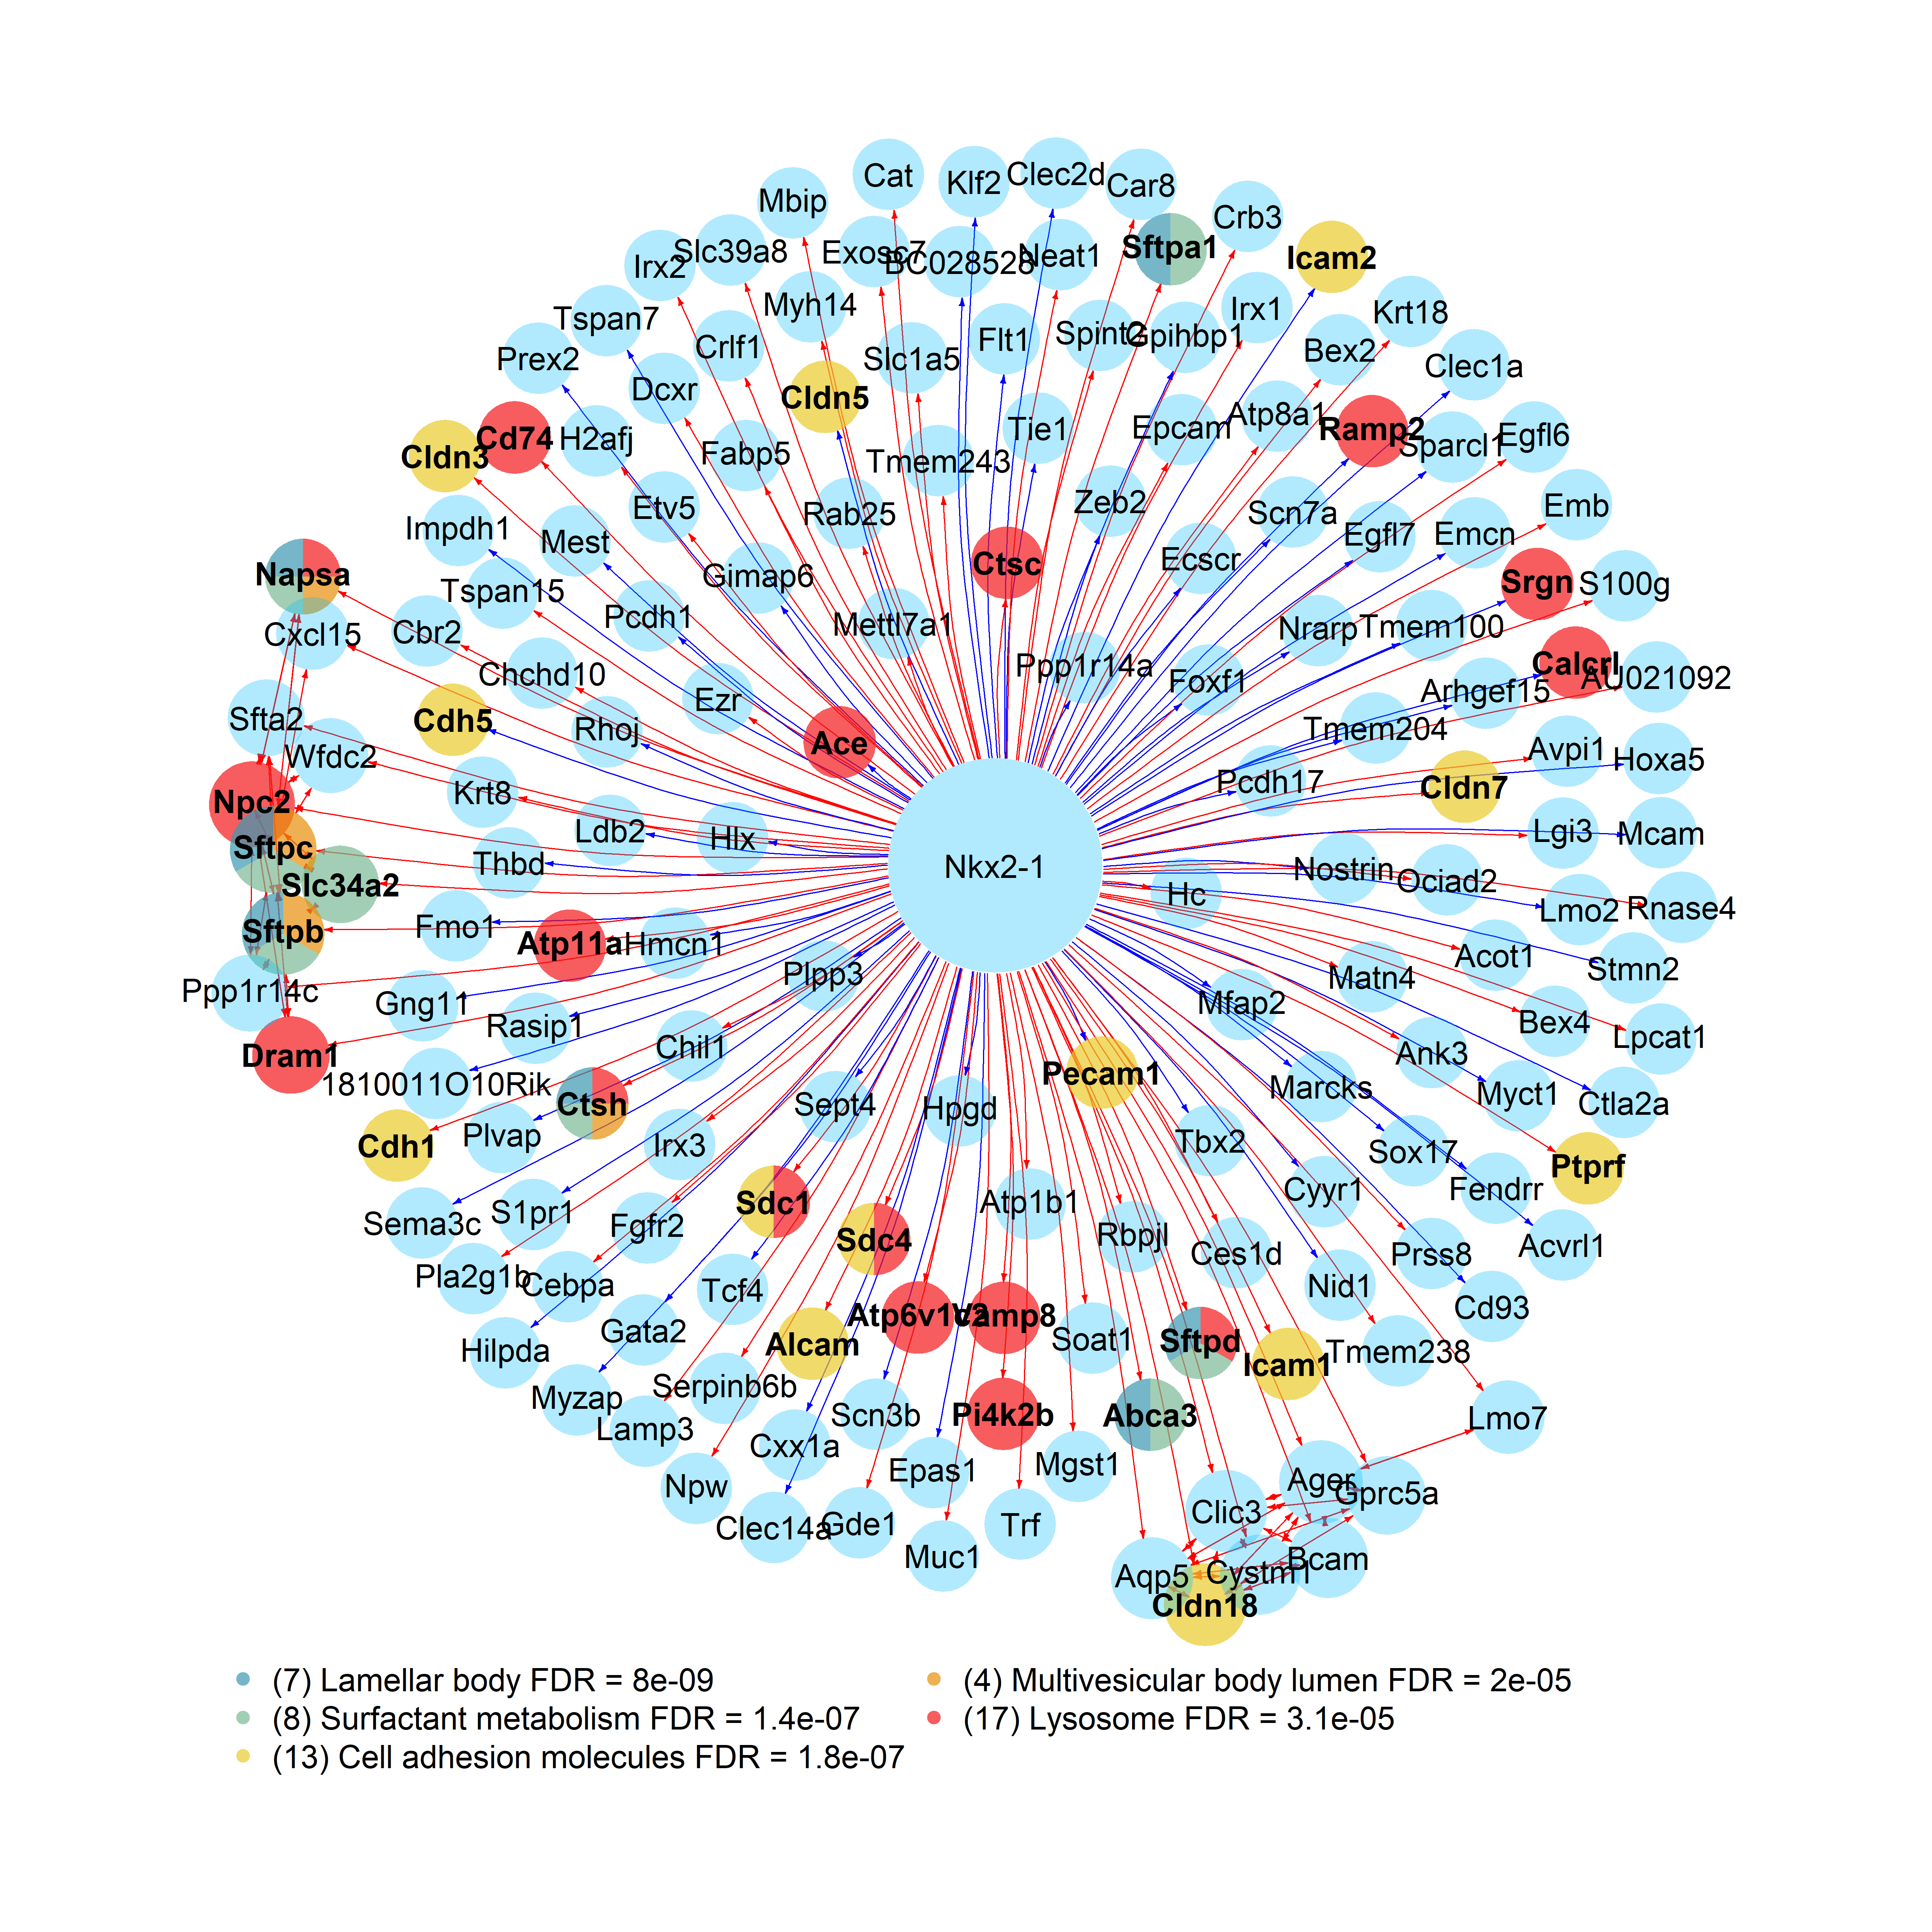 Cat
Klf2
Clec2d
Car8
Mbip
Crb3
Sftpa1
Icam2
Slc39a8
Exosc7
BC028528
Neat1
Irx2
Myh14
Irx1
Krt18
Tspan7
Crlf1
Flt1
Spint2
Gpihbp1
Bex2
Clec1a
Prex2
Dcxr
Slc1a5
Cldn5
Cldn3
Cd74
H2afj
Fabp5
Tmem243
Tie1
Epcam
Atp8a1
Ramp2
Sparcl1
Egfl6
Impdh1
Mest
Etv5
Rab25
Zeb2
Scn7a
Egfl7
Emcn
Emb
Napsa
Tspan15
Gimap6
Ctsc
Ecscr
Srgn
S100g
Cxcl15
Cbr2
Pcdh1
Mettl7a1
Nrarp
Tmem100
Chchd10
Ezr
Ppp1r14a
Foxf1
Arhgef15
Calcrl
AU021092
Sfta2
Cdh5
Rhoj
Ace
Tmem204
Wfdc2
Avpi1
Hoxa5
Npc2
Krt8
Pcdh17
Cldn7
Sftpc
Ldb2
Hlx
Lgi3
Mcam
Thbd
Nkx2-1
Nostrin
Ociad2
Slc34a2
Hc
Lmo2
Rnase4
Sftpb
Fmo1
Atp11a
Hmcn1
Acot1
Stmn2
Ppp1r14c
Gng11
Plpp3
Matn4
Rasip1
Mfap2
Bex4
Lpcat1
Dram1
Chil1
Ank3
1810011O10Rik
Ctsh
Sept4
Hpgd
Pecam1
Marcks
Myct1
Ctla2a
Cdh1
Plvap
Irx3
Tbx2
Sox17
Ptprf
Sema3c
S1pr1
Fgfr2
Sdc1
Sdc4
Atp1b1
Rbpjl
Cyyr1
Fendrr
Pla2g1b
Cebpa
Tcf4
Ces1d
Nid1
Prss8
Acvrl1
Hilpda
Gata2
Alcam
Atp6v1c2
Vamp8
Soat1
Sftpd
Icam1
Tmem238
Cd93
Myzap
Serpinb6b
Lamp3
Cxx1a
Scn3b
Pi4k2b
Abca3
Lmo7
Npw
Epas1
Mgst1
Ager
Gprc5a
Clec14a
Gde1
Trf
Clic3
Muc1
Aqp5
Cystm1
Bcam
Cldn18
(7) Lamellar body FDR = 8e-09
(8) Surfactant metabolism FDR = 1.4e-07
(13) Cell adhesion molecules FDR = 1.8e-07
(4) Multivesicular body lumen FDR = 2e-05
(17) Lysosome FDR = 3.1e-05